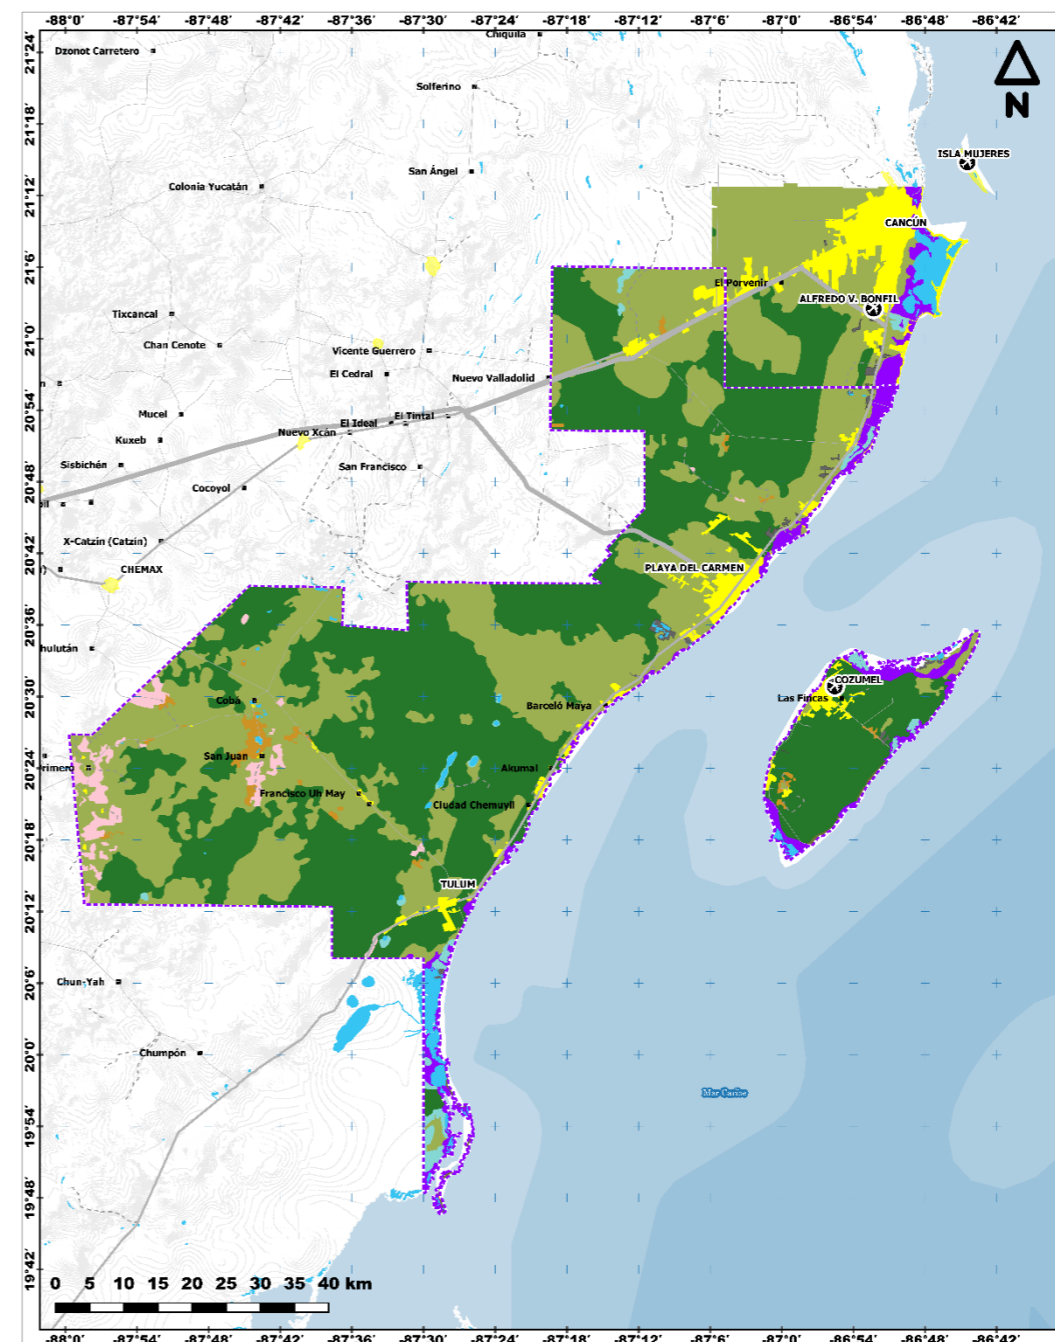 -88°0' -87°54' -87°48' -87°42' -87°36' -87°30' -87°24' -87°18' -87°12' -87°6' -87°0' -86°54' -86°48' -86°42'
21°24'
21°18'
21°12'
21°6'
21°0'
20°54'
20°48'
20°42'
20°36'
20°30'
20°24'
20°18'
20°12'
20°6'
20°0'
19°54'
19°48'
19°42'
N
Chiquila
Dzonot Carretero
Solferino
ISLA MUJERES
San Ángel
Colonia Yucatán
CANCÚN
El Porvenir
ALFREDO V. BONFIL
Tixcancal
Chan Cenote
Vicente Guerrero
El Cedral
Nuevo Valladolid
Mucel
El Tintal
El Ideal
Nuevo Xcán
Kuxeb
Sisbichén
San Francisco
Cocoyol
X-Catzín (Catzín)
CHEMAX
PLAYA DEL CARMEN
hulután
COZUMEL
Las Fincas
Cobá
Barceló Maya
San Juan
rimero
Akumal
Francisco Uh May
Ciudad Chemuyil
TULUM
Chun-Yah
Chumpón
Mar Caribe
0 5 10 15 20 25 30 35 40 km
-88°0' -87°54' -87°48' -87°42' -87°36' -87°30' -87°24' -87°18' -87°12' -87°6' -87°0' -86°54' -86°48' -86°42'